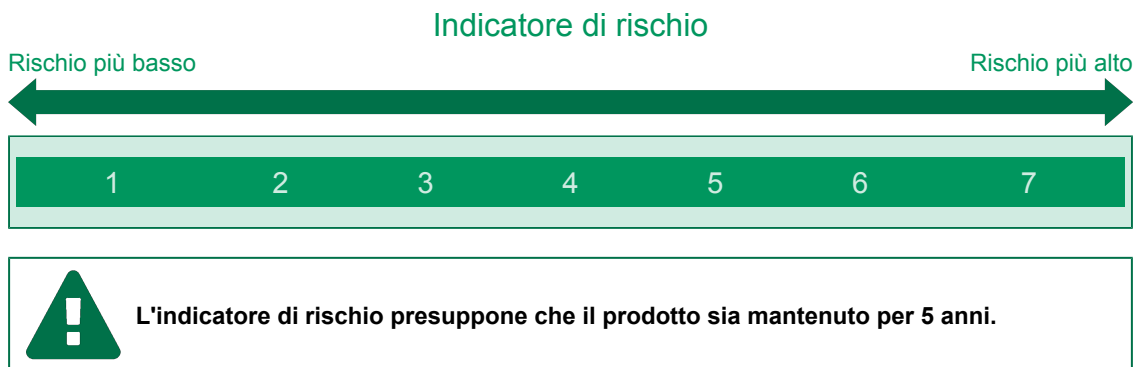 Indicatore di rischio
Rischio più basso Rischio più alto
1 2 3 4 5 6 7
L'indicatore di rischio presuppone che il prodotto sia mantenuto per 5 anni.